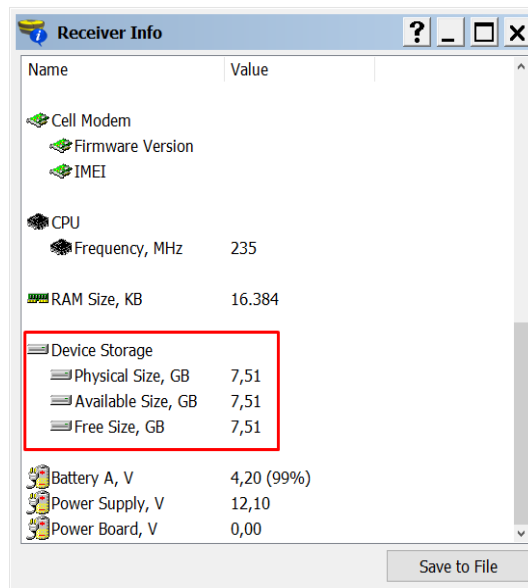 Receiver Info
Name Value
Cell Modem
Firmware Version
IMEI
CPU
Frequency, MHz 235
RAM Size, KB 16.384
Device Storage
Physical Size, GB 7,51
Available Size, GB 7,51
Free Size, GB 7,51
Battery A, V 4,20 (99%)
Power Supply, V 12,10
Power Board, V 0,00
Save to File